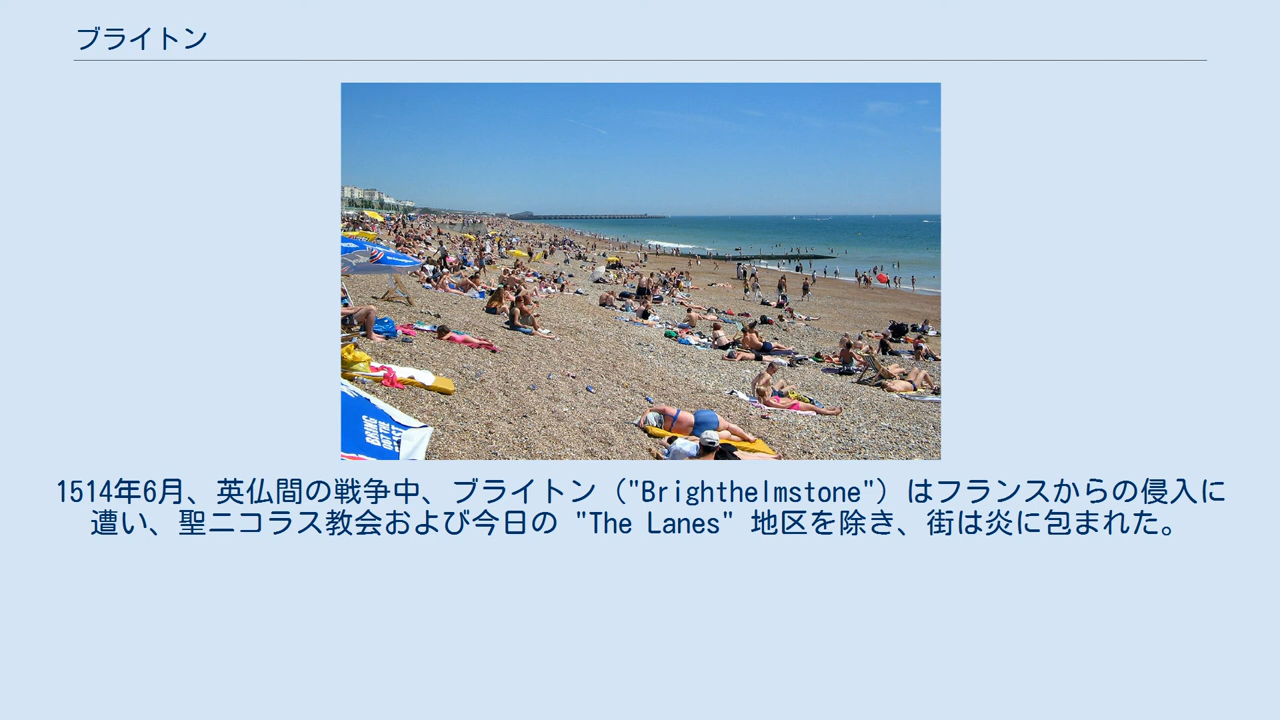 ブライトン
BRING
OUT THE
1514年6月、英仏間の戦争中、ブライトン ("Brighthelmstone") はフランスからの侵入に
遭い、聖ニコラス教会および今日の "The Lanes" 地区を除き、街は炎に包まれた。